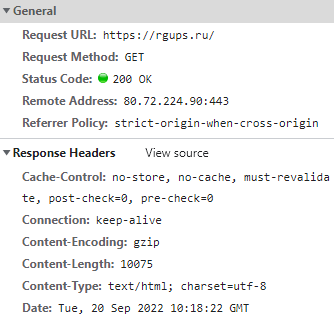 General
Request URL: https://rgups.ru/
Request Method: GET
Status Code: 200 OK
Remote Address: 80.72.224.90:443
Referrer Policy: strict-origin-when-cross-origin
Response Headers View source
Cache-Control: no-store, no-cache, must-revalida
te, post-check=0, pre-check=0
Connection: keep-alive
Content-Encoding: gzip
Content-Length: 10075
Content-Type: text/html; charset=utf-8
Date: Tue, 20 Sep 2022 10:18:22 GMT